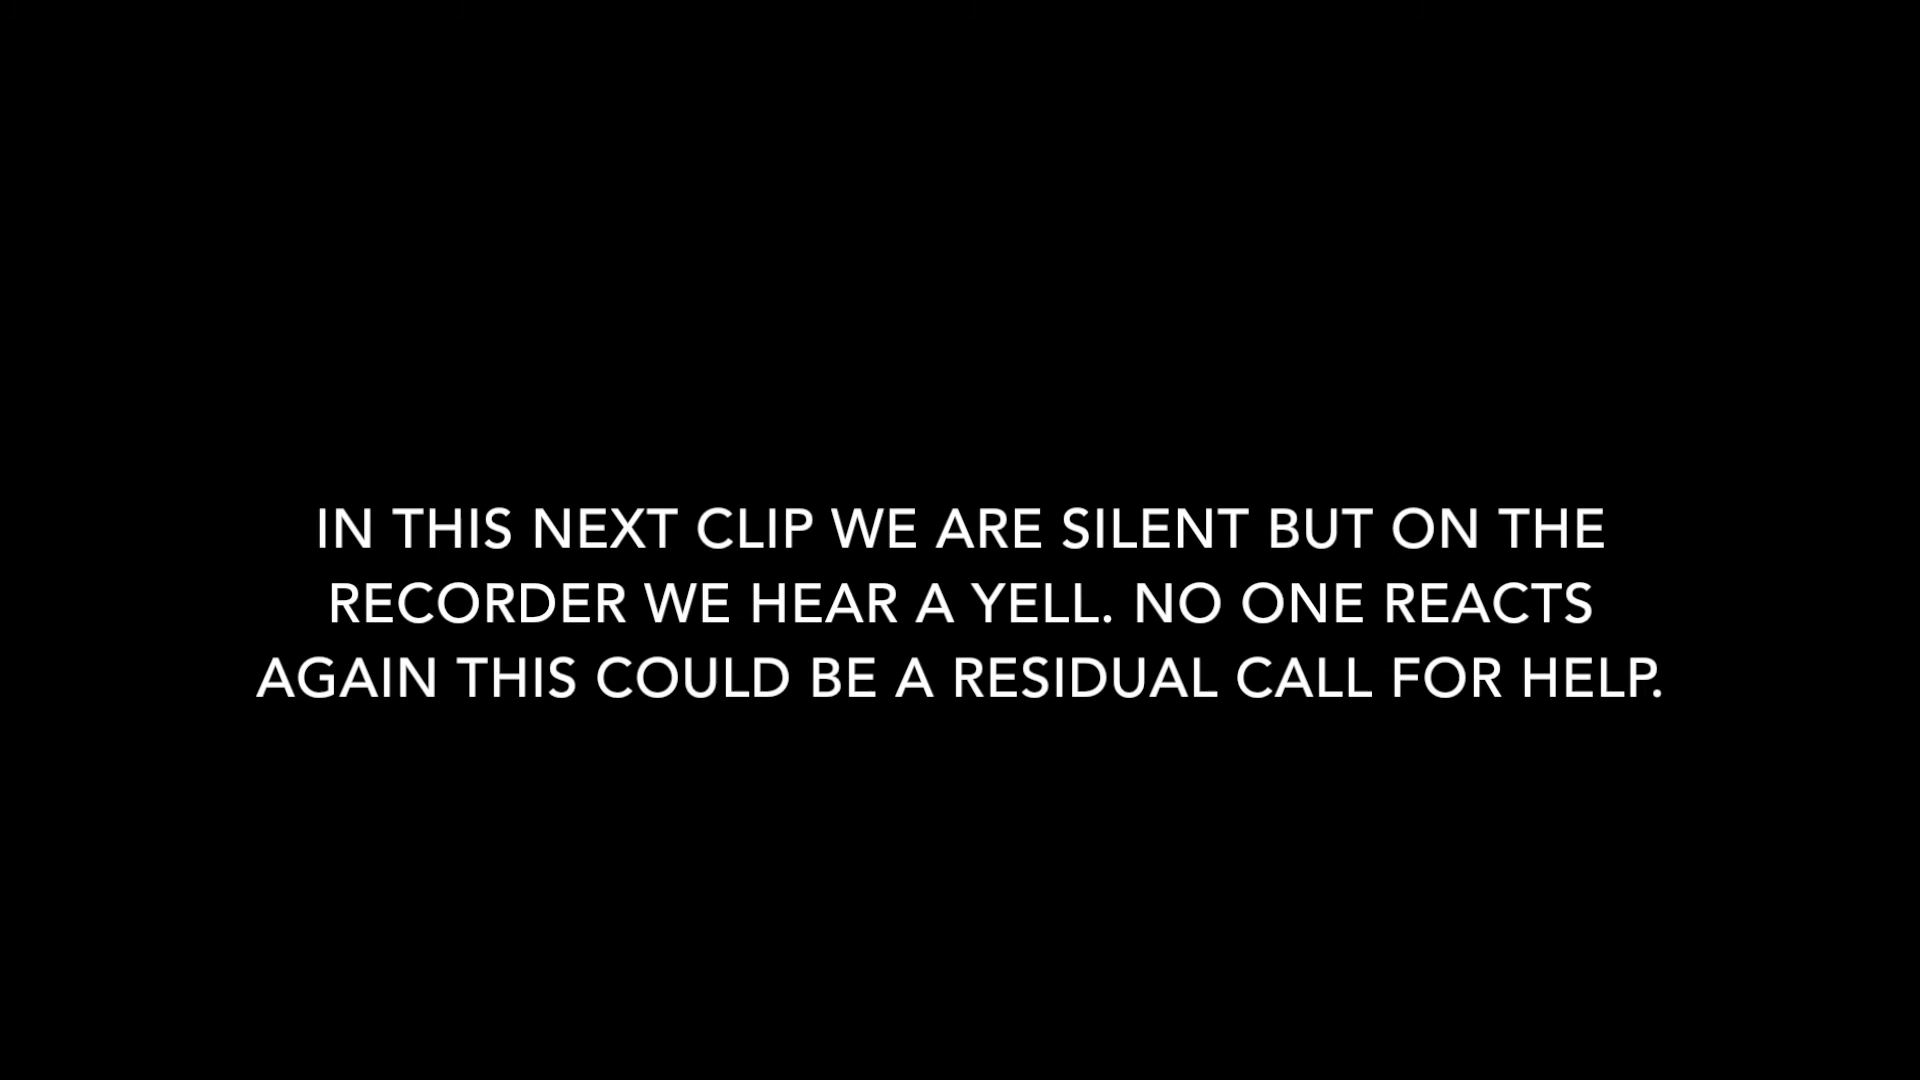 IN THIS NEXT CLIP WE ARE SILENT BUT ON THE
RECORDER WE HEAR A YELL. NO ONE REACTS
AGAIN THIS COULD BE A RESIDUAL CALL FOR HELP.